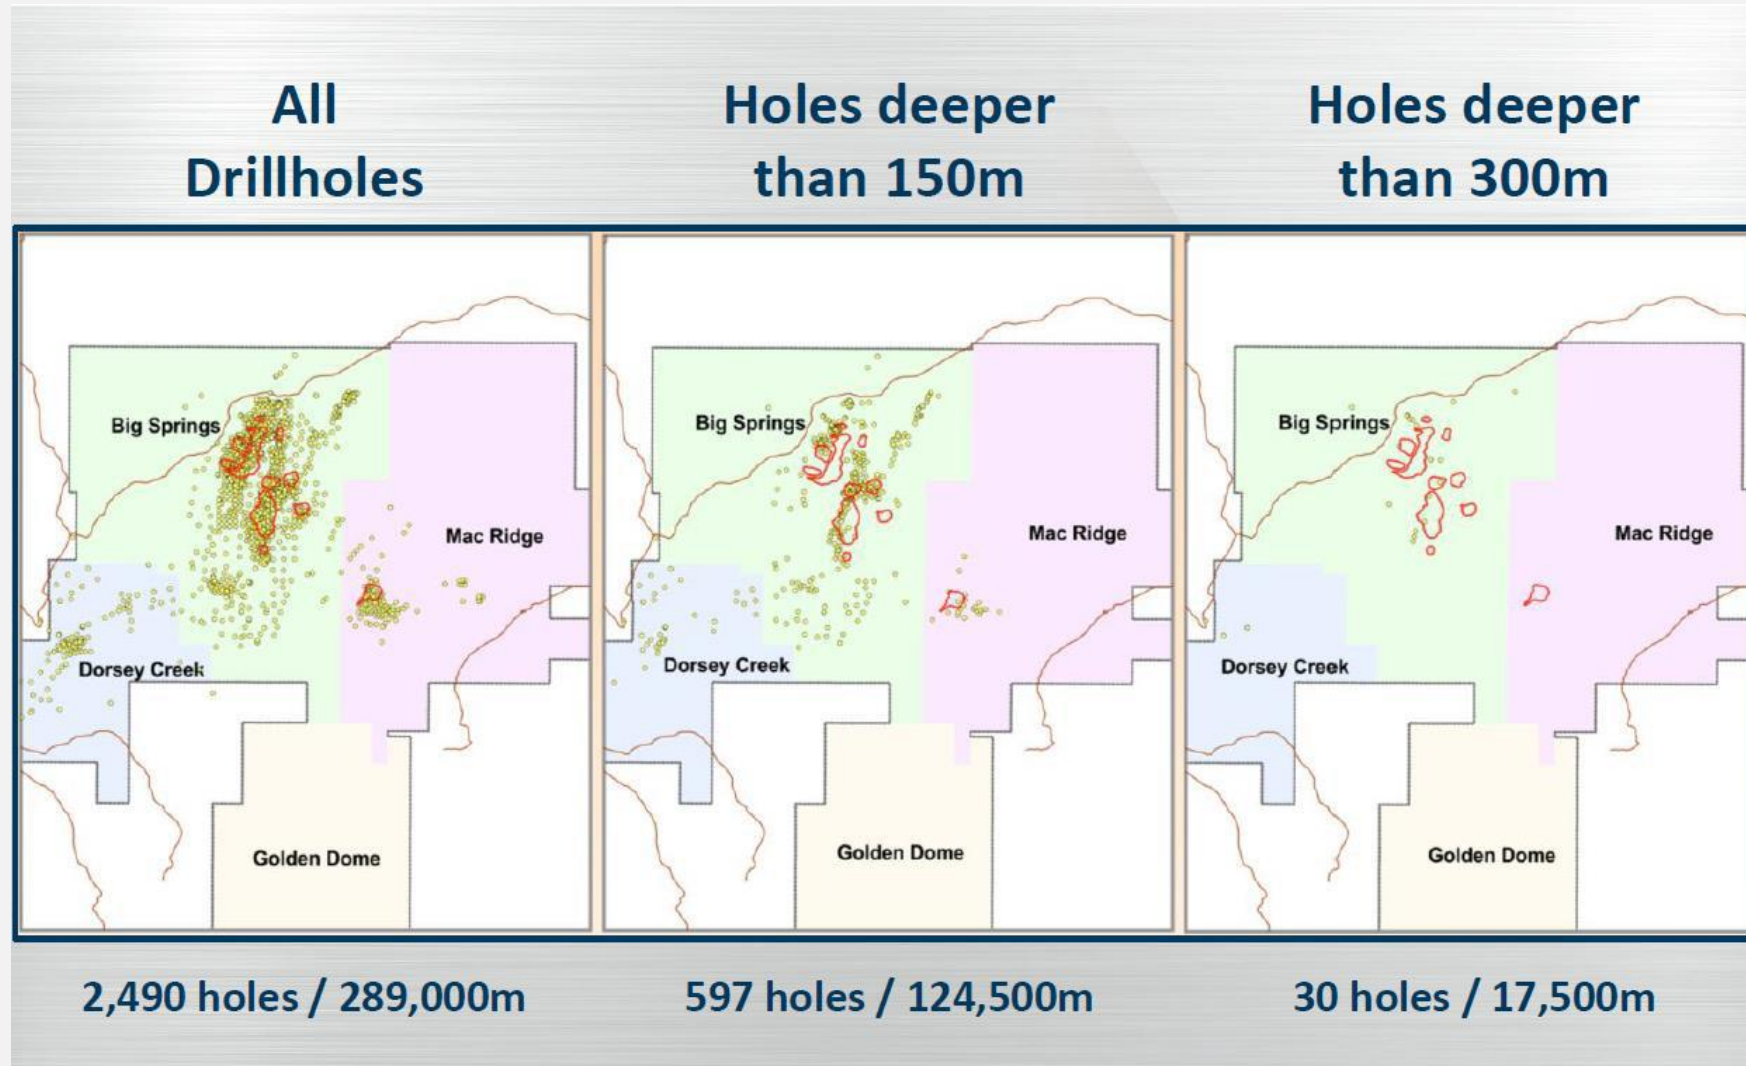 All
Drillholes
Holes deeper
than 150m
Holes deeper
than 300m
Big Springs
Mac Ridge
Dorsey Creek
Golden Dome
Big Springs
Mac Ridge
Dorsey Creek
Golden Dome
Big Springs
Mac Ridge
Dorsey Creek
Golden Dome
2,490 holes / 289,000m
597 holes / 124,500m
30 holes / 17,500m